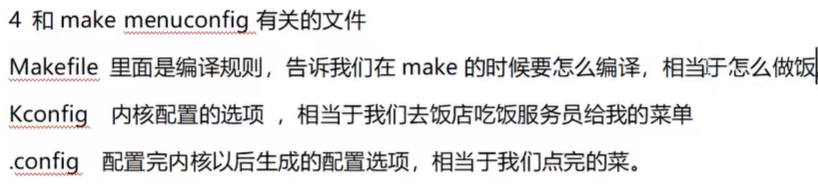 4 和 make menuconfig 有关的文件
Makefile 里面是编译规则，告诉我们在 make 的时候要怎么编译，相当于怎么做饭
Kconfig 内核配置的选项 ，相当于我们去饭店吃饭服务员给我的菜单
.config 配置完内核以后生成的配置选项，相当于我们点完的菜。